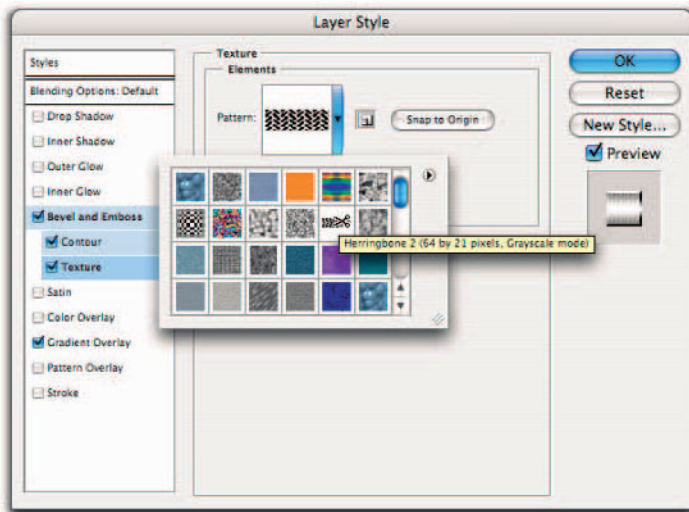 Layer Style
Styles
Blending Options: Default
Drop Shadow
Inner Shadow
Outer Glow
Inner Glow
Bevel and Emboss
Contour
Texture
Satin
Color Overlay
Gradient Overlay
Pattern Overlay
Stroke
Texture
Elements
Pattern:
Snap to Origin
Herringbone 2 (64 by 21 pixels, Grayscale mode)
OK
Reset
New Style...
Preview